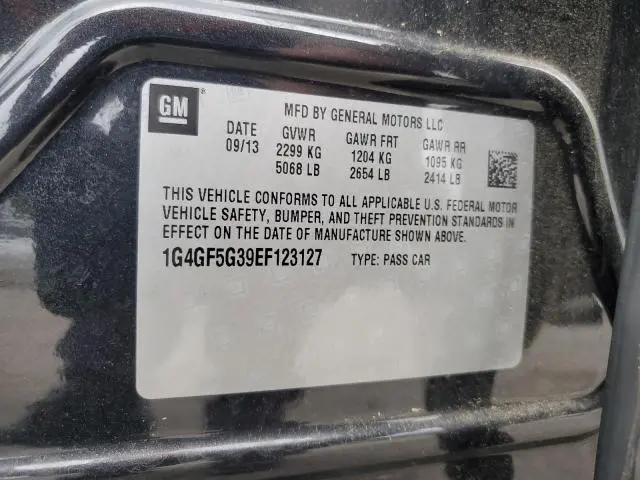 GM
MFD BY GENERAL MOTORS LLC
DATE GVWR GAWR FRT GAWR RR
09/13 2299 KG 1204 KG 1095 KG
5068 LB 2654 LB 2414 LB
THIS VEHICLE CONFORMS TO ALL APPLICABLE U.S. FEDERAL MOTOR
VEHICLE SAFETY, BUMPER, AND THEFT PREVENTION STANDARDS IN
EFFECT ON THE DATE OF MANUFACTURE SHOWN ABOVE.
1G4GF5G39EF123127 TYPE: PASS CAR